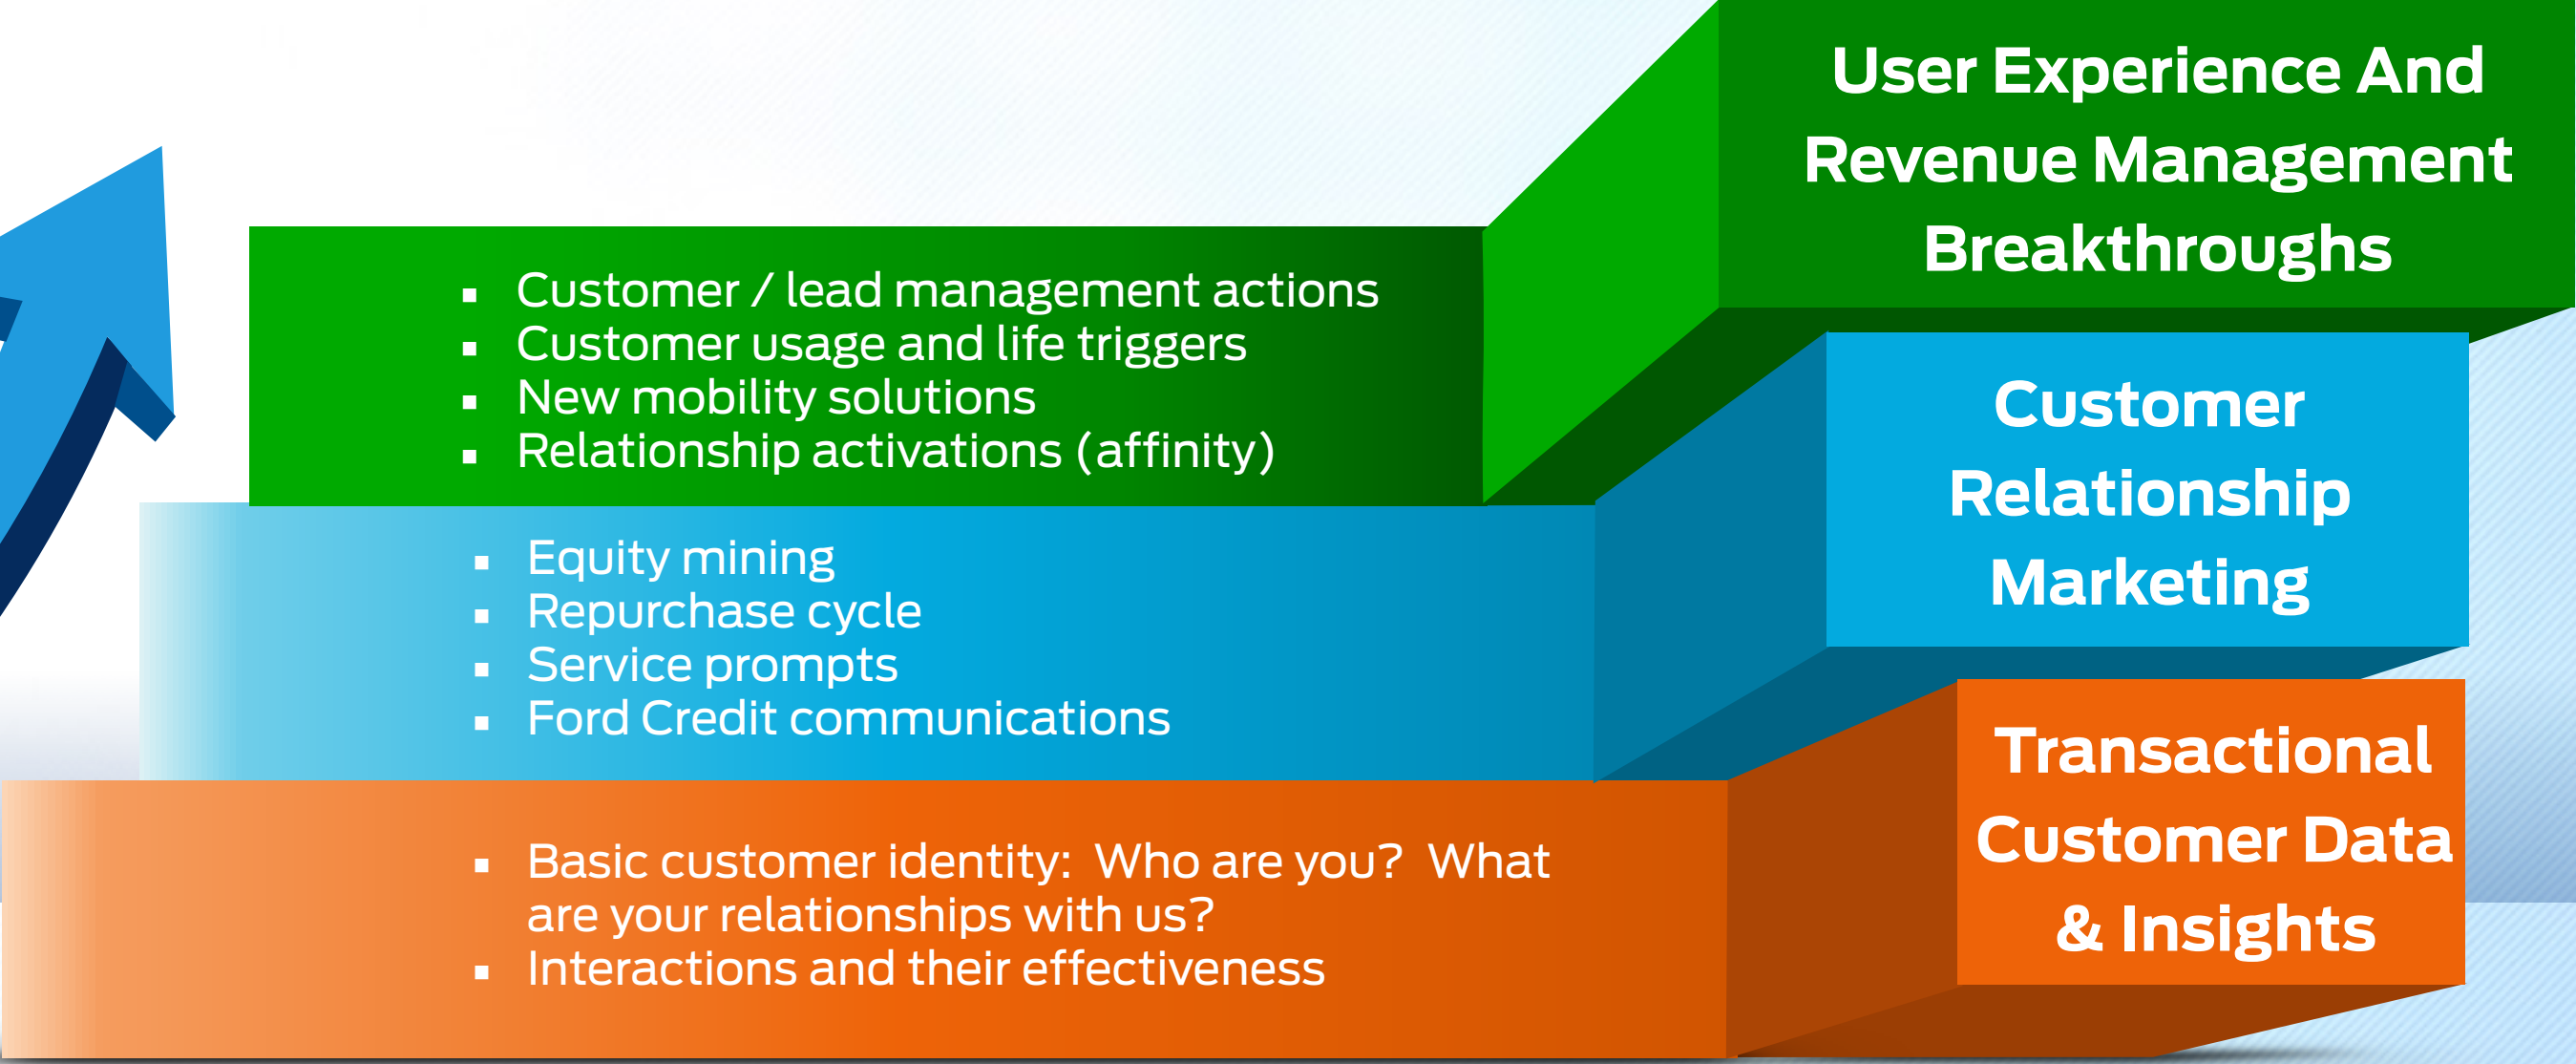 User Experience And
Revenue Management
Breakthroughs
▪ Customer / lead management actions
▪ Customer usage and life triggers
▪ New mobility solutions
▪ Relationship activations (affinity)
Customer
Relationship
Marketing
▪ Equity mining
▪ Repurchase cycle
▪ Service prompts
▪ Ford Credit communications
Transactional
Customer Data
& Insights
▪ Basic customer identity:  Who are you?  What
are your relationships with us?
▪ Interactions and their effectiveness